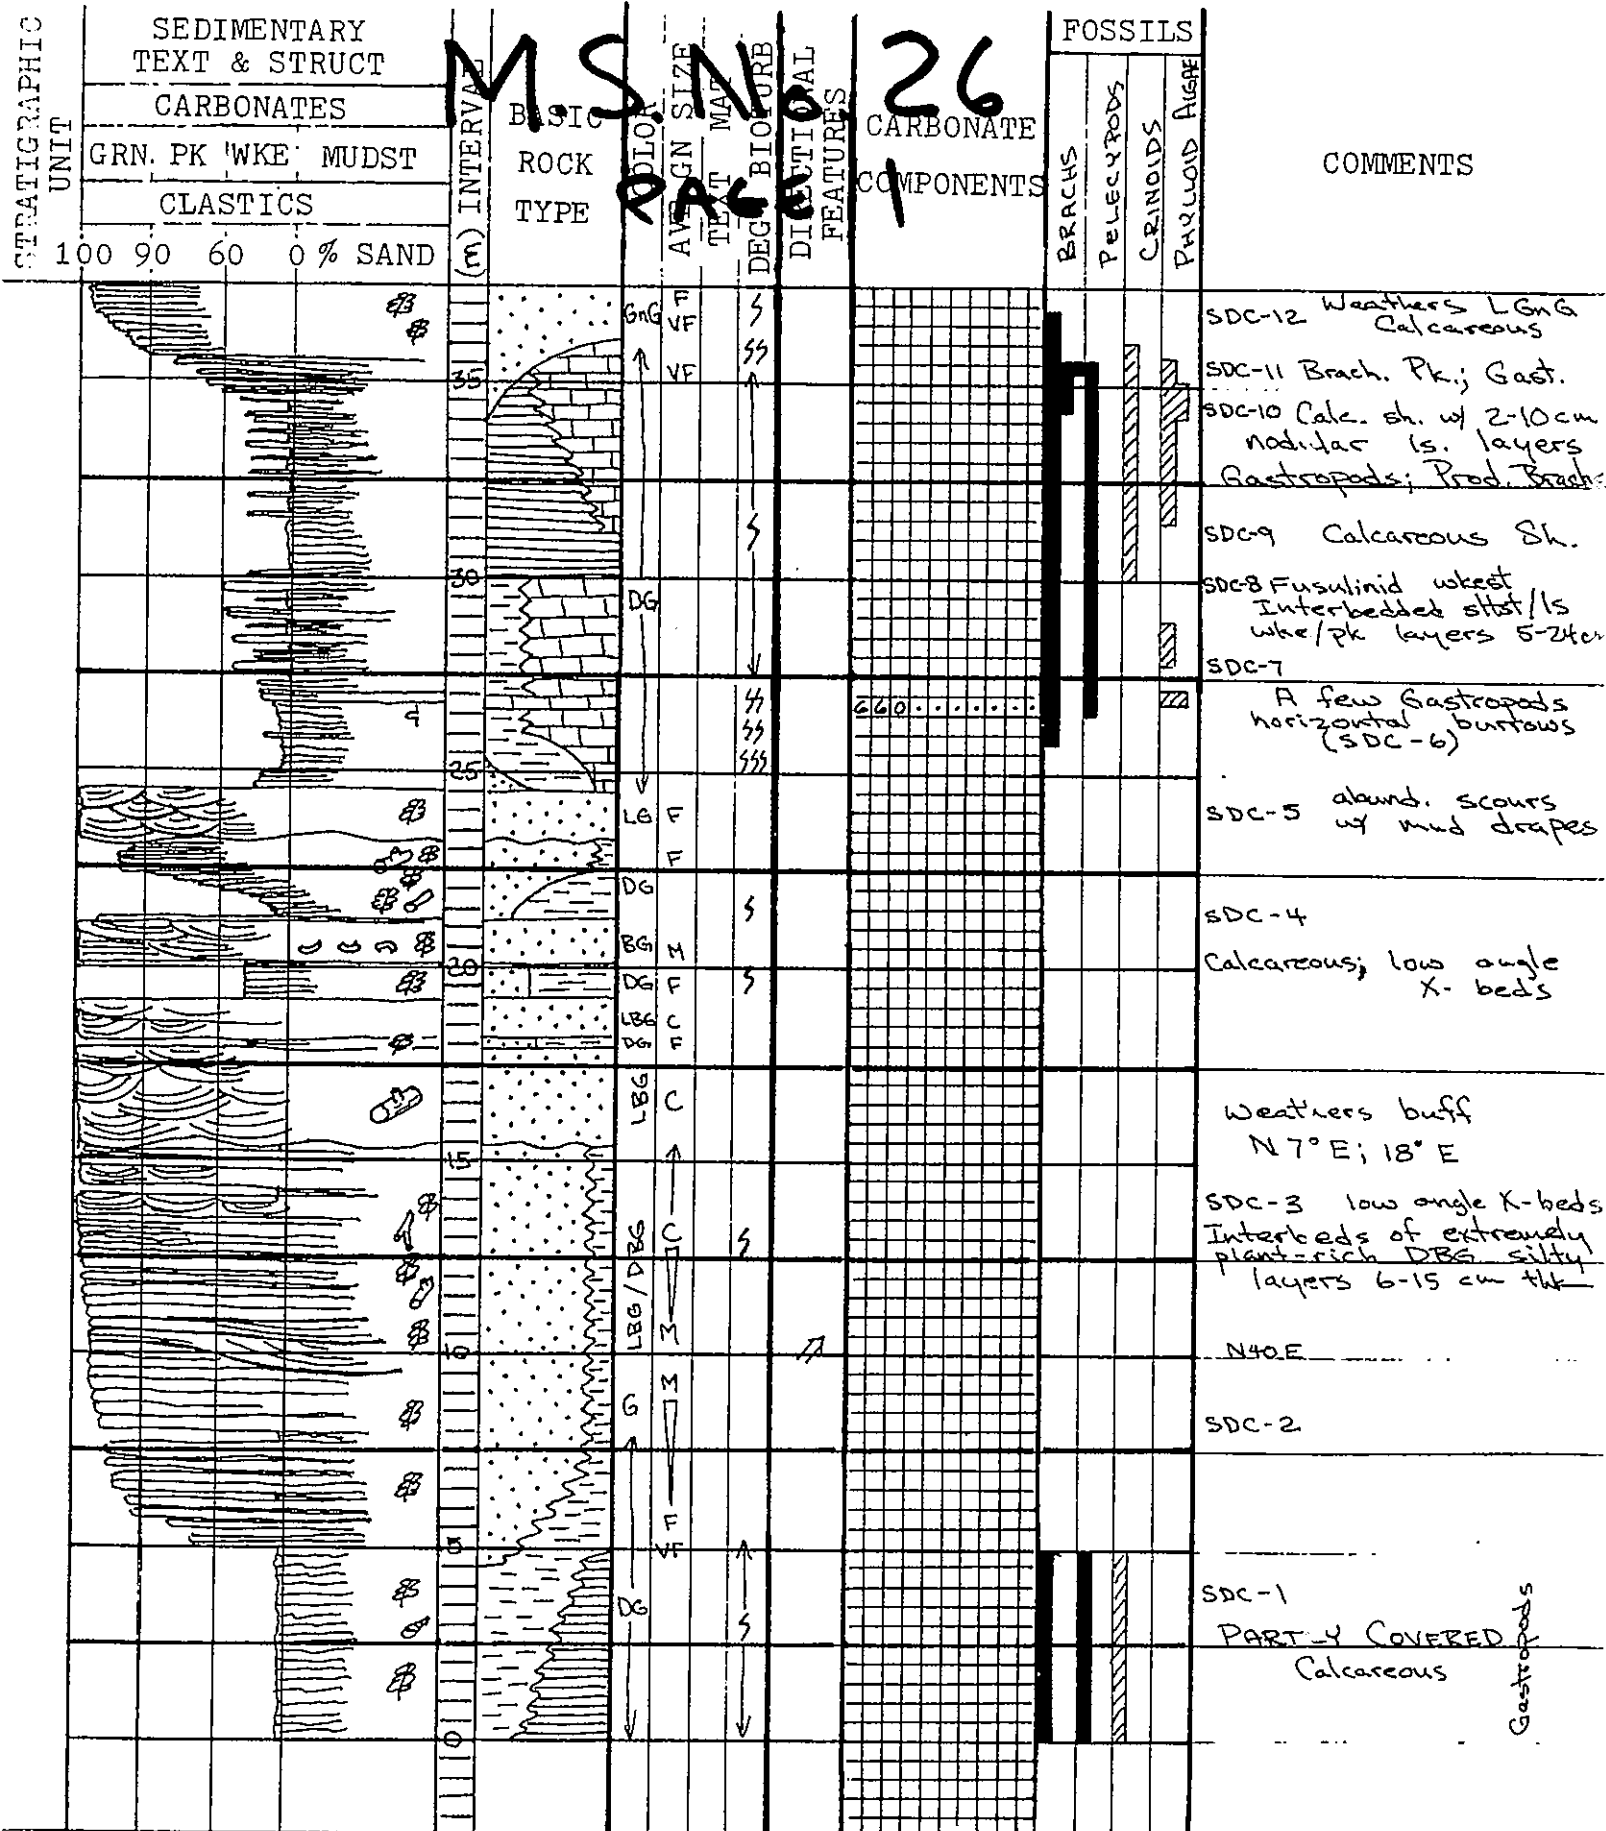 M.S.No. 26
PAGE 1
STRATIGRAPHIC
UNIT
SEDIMENTARY
TEXT & STRUCT
CARBONATES
GRN. PK WKE MUDST
CLASTICS
100 90 60 0 % SAND
(m) INTERVAL
BASIC
ROCK
TYPE
COLOR
AVE GN SIZE
TEXT MAT
DEG BIOTURB
DIRECTIONAL
FEATURES
CARBONATE
COMPONENTS
FOSSILS
BRACHS
PELECYPODS
CRINOIDS
PHYLLOID ALGAE
COMMENTS
GnG F
VF
SDC-12 Weathers LGnG
Calcareous
35
VF
SDC-11 Brach. Pk.; Gast.
SDC-10 Calc. sh. w/ 2-10cm
nodular ls. layers
Gastropods; Prod. Brachs
SDC-9 Calcareous Sh.
30
DG
SDC-8 Fusulinid wkest
Interbedded sltst/ls
wke/pk layers 5-24cm
SDC-7
660
A few Gastropods
horizontal burrows
(SDC-6)
25
LG F
SDC-5 abund. scours
w/ mud drapes
F
DG
SDC-4
BG M
20
DG F
Calcareous; low angle
X-beds
LBG C
DG F
LBG C
Weathers buff
N 7° E; 18° E
15
SDC-3 low angle X-beds
Interbeds of extremely
plant-rich DBG silty
layers 6-15 cm thk
LBG/DBG
C
M
10
N40E
M
G
SDC-2
F
5
VF
DG
SDC-1
PART-Y COVERED
Calcareous
Gastropods
0